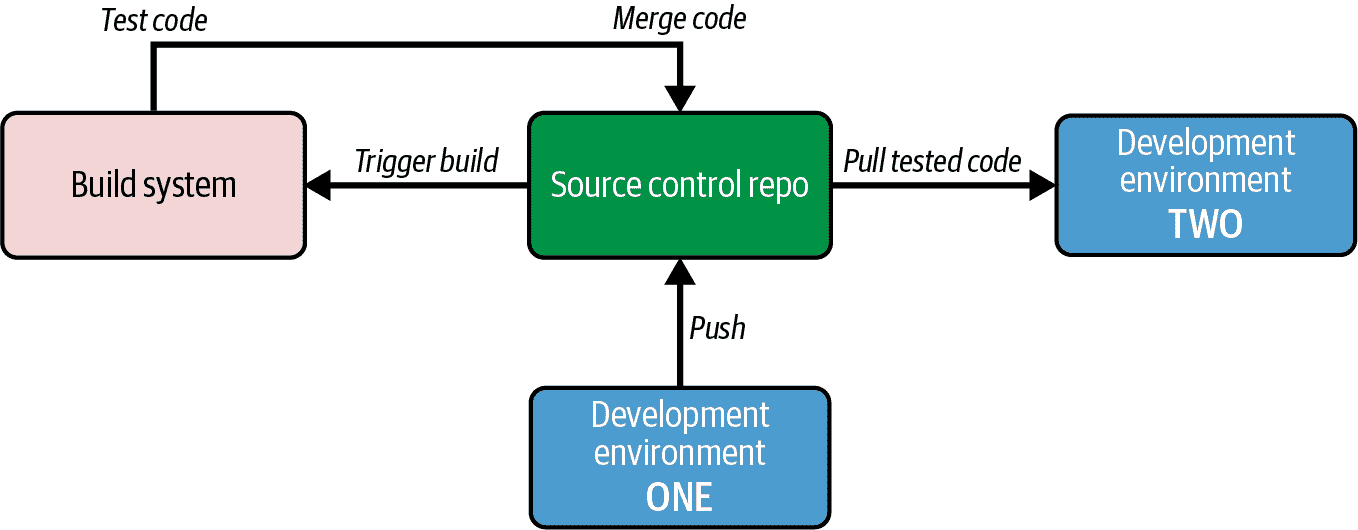 Test code
Merge code
Build system
Trigger build
Source control repo
Pull tested code
Development
environment
TWO
Push
Development
environment
ONE